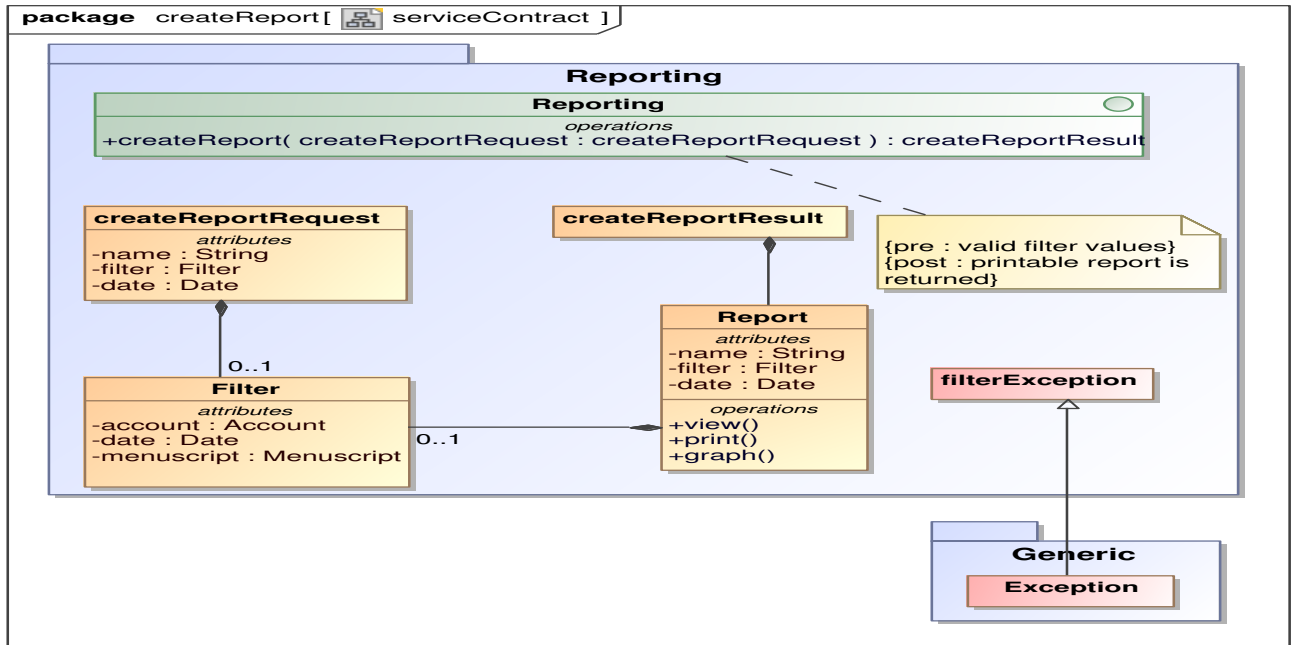 package createReport[ serviceContract ]
Reporting
Reporting
operations
+createReport( createReportRequest : createReportRequest ) : createReportResult
createReportRequest
attributes
-name : String
-filter : Filter
-date : Date
createReportResult
{pre : valid filter values}
{post : printable report is
returned}
0..1
Filter
attributes
-account : Account
-date : Date
-menuscript : Menuscript
0..1
Report
attributes
-name : String
-filter : Filter
-date : Date
operations
+view()
+print()
+graph()
filterException
Generic
Exception